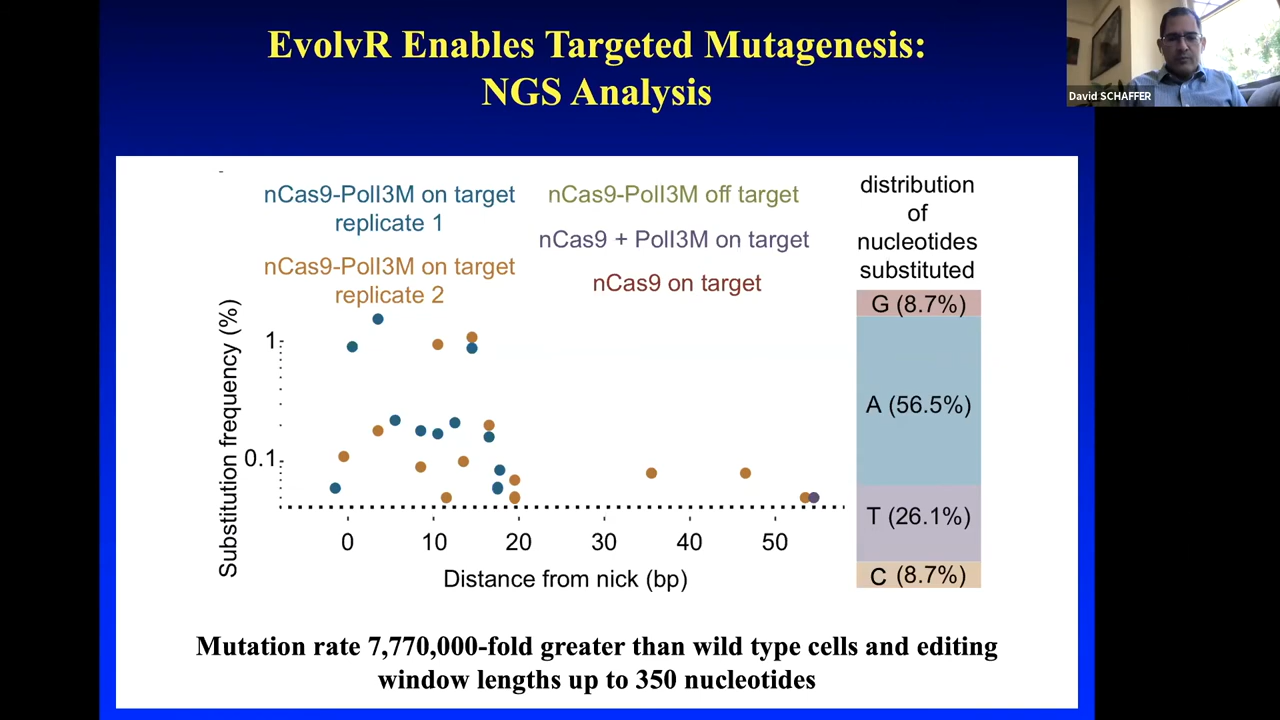 EvolvR Enables Targeted Mutagenesis:
NGS Analysis
David SCHAFFER
nCas9-PolI3M on target
replicate 1
nCas9-PolI3M on target
replicate 2
nCas9-PolI3M off target
nCas9 + PolI3M on target
nCas9 on target
distribution
of
nucleotides
substituted
G (8.7%)
A (56.5%)
T (26.1%)
C (8.7%)
Substitution frequency (%)
1
0.1
0 10 20 30 40 50
Distance from nick (bp)
Mutation rate 7,770,000-fold greater than wild type cells and editing
window lengths up to 350 nucleotides